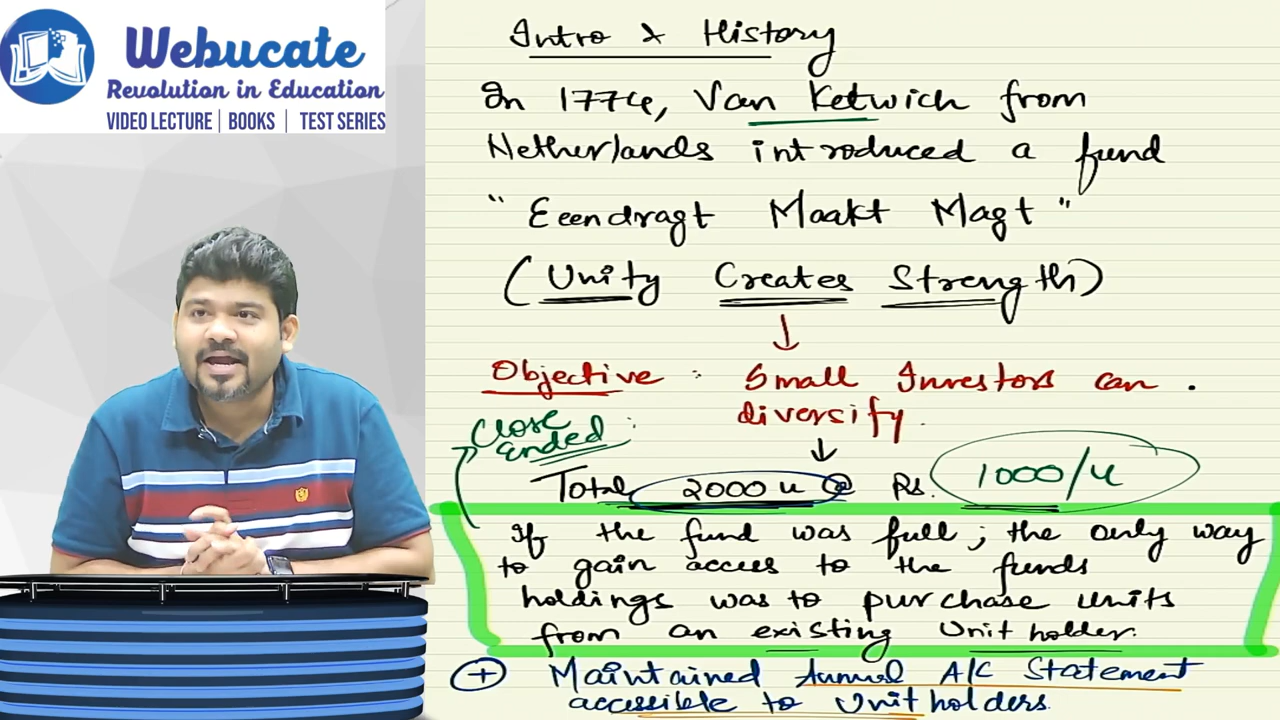 Webucate
Revolution in Education
VIDEO LECTURE | BOOKS | TEST SERIES
Intro & History
In 1774, Van Ketwich from
Netherlands introduced a fund
"Eeendragt Maakt Magt"
(Unity Creates Strength)
↓
Objective : Small Investors can
diversify.
↓
Close
Ended :
Total 2000 u @ Rs. 1000/u
If the fund was full ; the only way
to gain acces to the funds
holdings was to purchase units
from an existing Unit holder.
+ Maintained Annual A/C Statement
accessible to Unit holders.